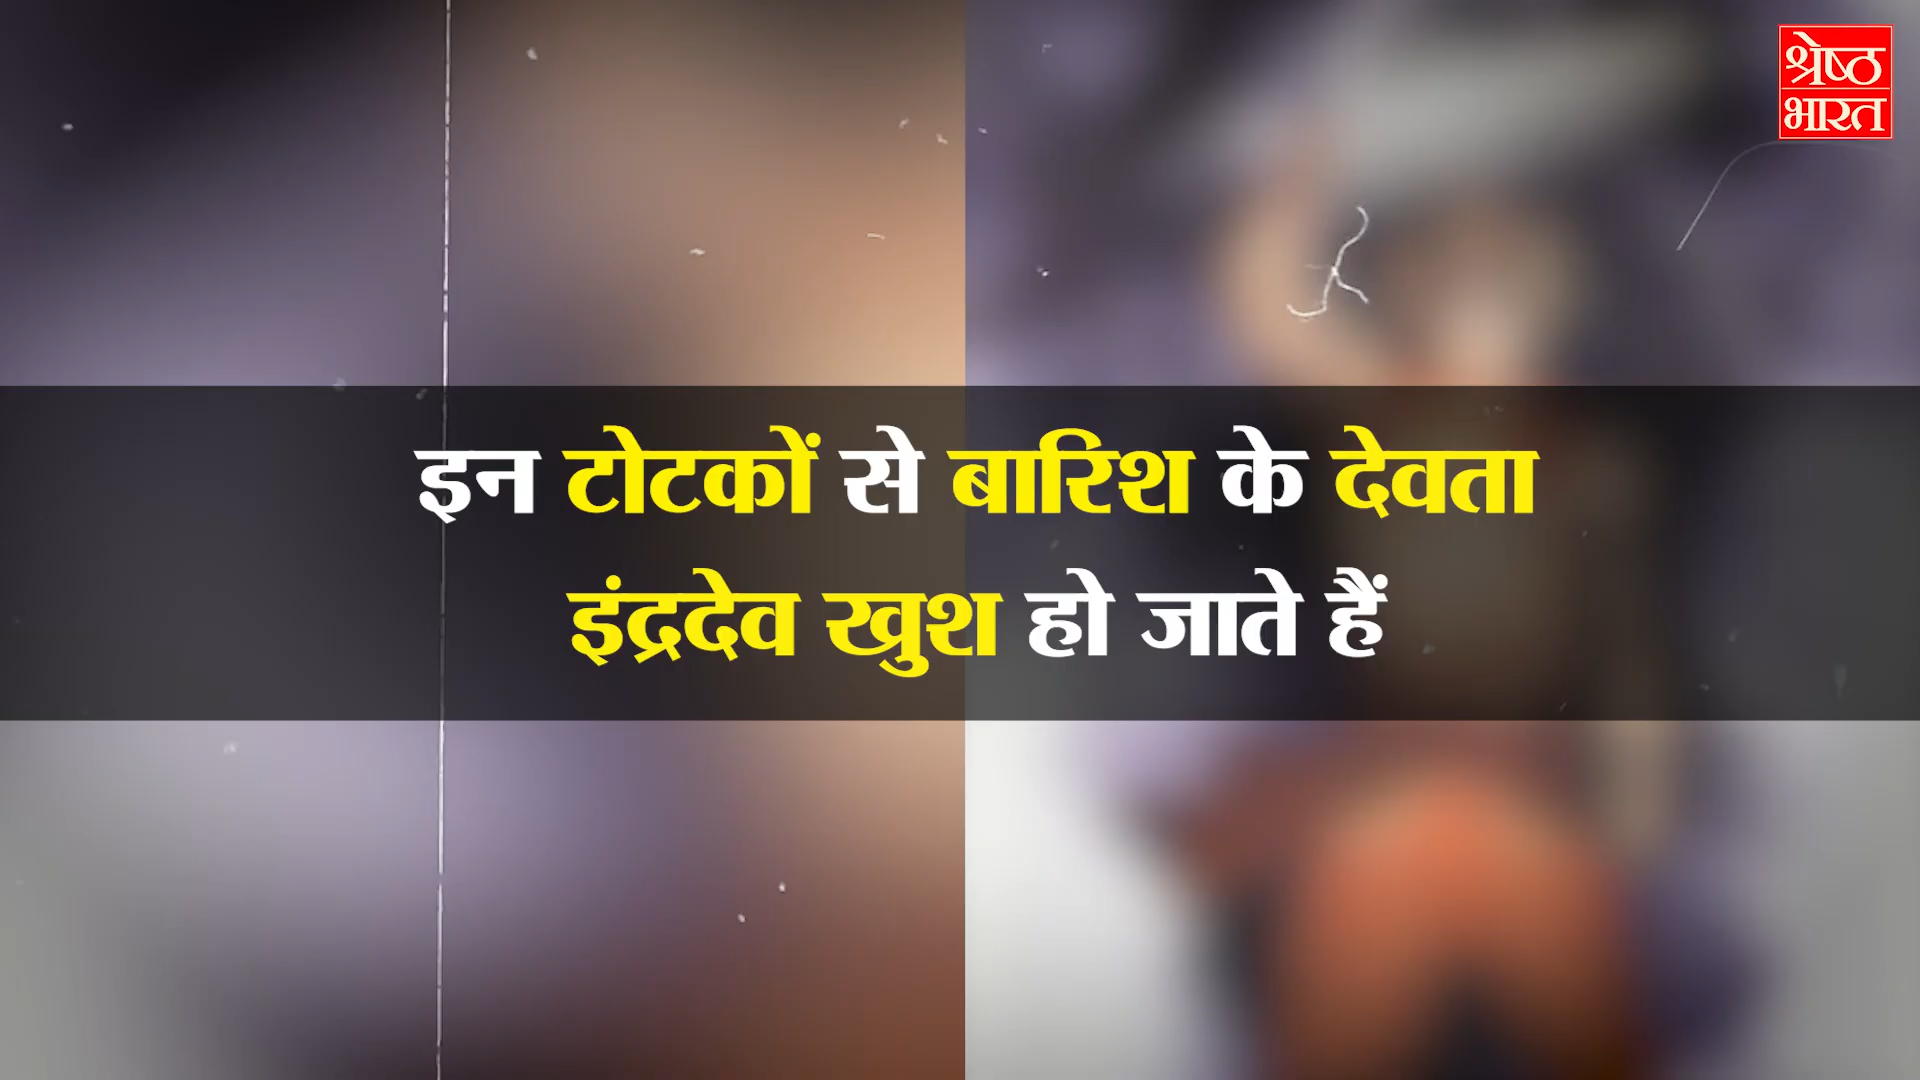 श्रेष्ठ
भारत
इन टोटकों से बारिश के देवता
इंद्रदेव खुश हो जाते हैं